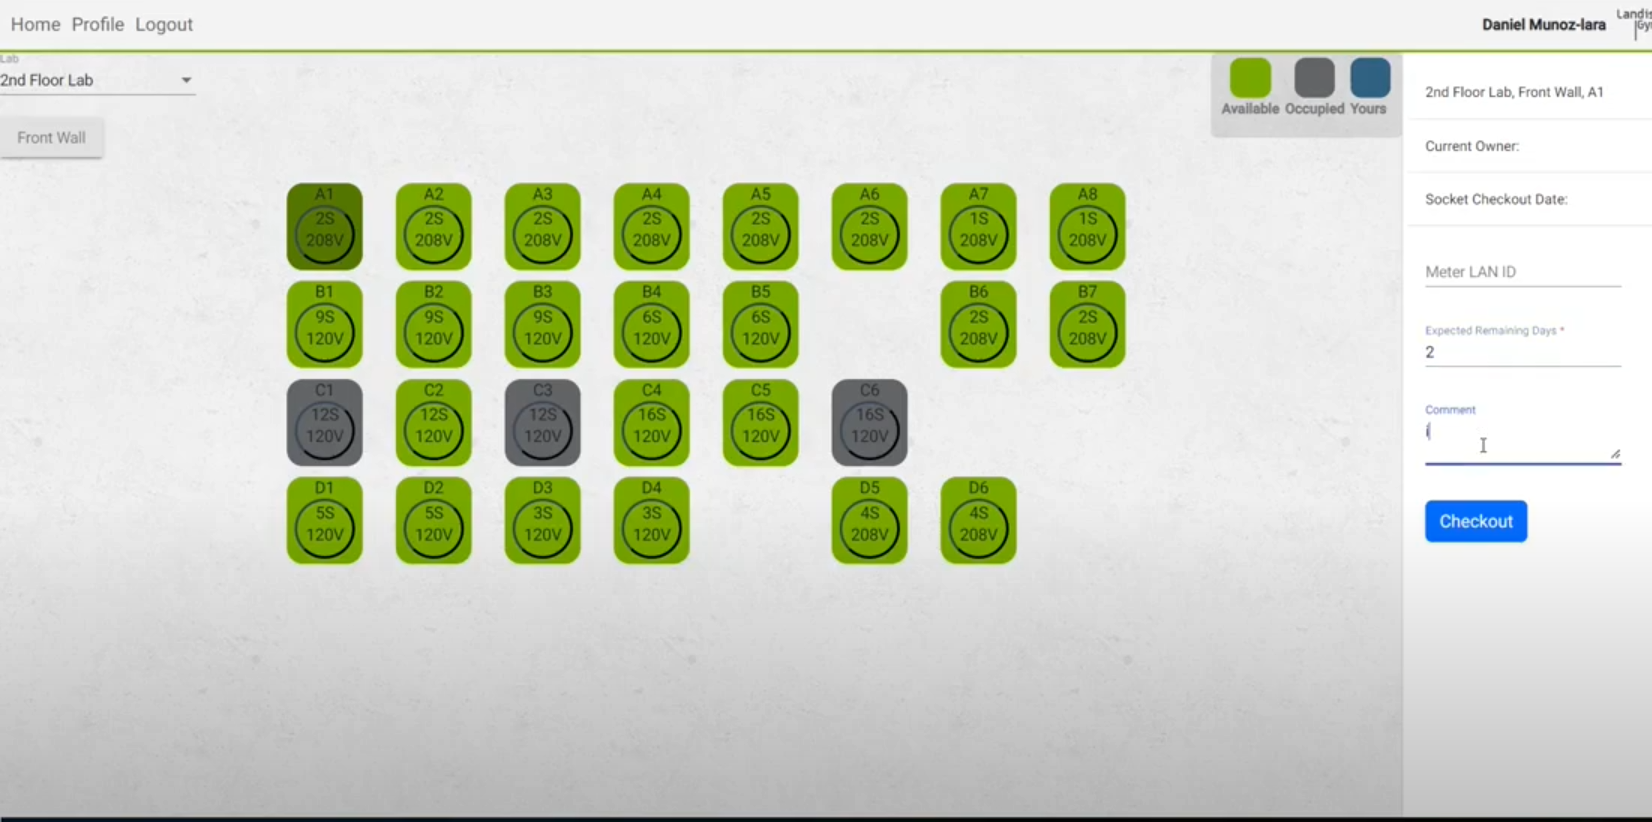 Home Profile Logout
Daniel Munoz-lara
Landis
Lab
2nd Floor Lab
Front Wall
Available Occupied Yours
A1 A2 A3 A4 A5 A6 A7 A8
2S 2S 2S 2S 2S 2S 1S 1S
208V 208V 208V 208V 208V 208V 208V 208V
B1 B2 B3 B4 B5 B6 B7
9S 9S 9S 6S 6S 2S 2S
120V 120V 120V 120V 120V 208V 208V
C1 C2 C3 C4 C5 C6
12S 12S 12S 16S 16S 16S
120V 120V 120V 120V 120V 120V
D1 D2 D3 D4 D5 D6
5S 5S 3S 3S 4S 4S
120V 120V 120V 120V 208V 208V
2nd Floor Lab, Front Wall, A1
Current Owner:
Socket Checkout Date:
Meter LAN ID
Expected Remaining Days *
2
Comment
i
Checkout